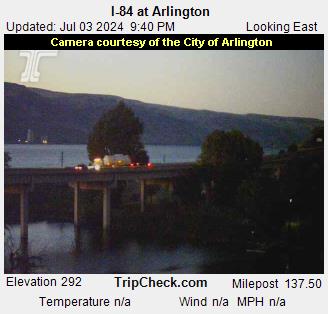 I-84 at Arlington
Updated: Jul 03 2024 9:40 PM Looking East
Camera courtesy of the City of Arlington
Elevation 292 TripCheck.com Milepost 137.50
Temperature n/a Wind n/a MPH n/a